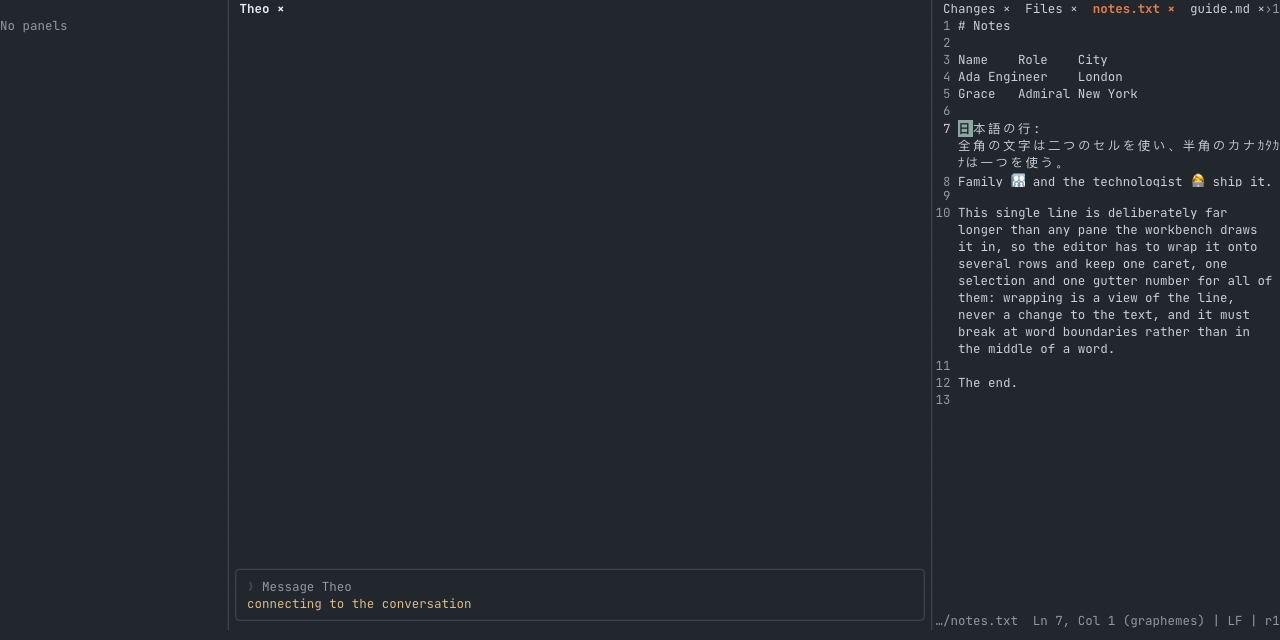 Theo ×
Changes × Files × notes.txt × guide.md ×›1
No panels
1 # Notes
2
3 Name Role City
4 Ada Engineer London
5 Grace Admiral New York
6
7 日本語の行:
全角の文字は二つのセルを使い、半角のカナｶﾀｶ
ﾅは一つを使う。
8 Family 👪 and the technologist 👩‍💻 ship it.
9
10 This single line is deliberately far
longer than any pane the workbench draws
it in, so the editor has to wrap it onto
several rows and keep one caret, one
selection and one gutter number for all of
them: wrapping is a view of the line,
never a change to the text, and it must
break at word boundaries rather than in
the middle of a word.
11
12 The end.
13
⟩ Message Theo
connecting to the conversation
…/notes.txt Ln 7, Col 1 (graphemes) | LF | r1